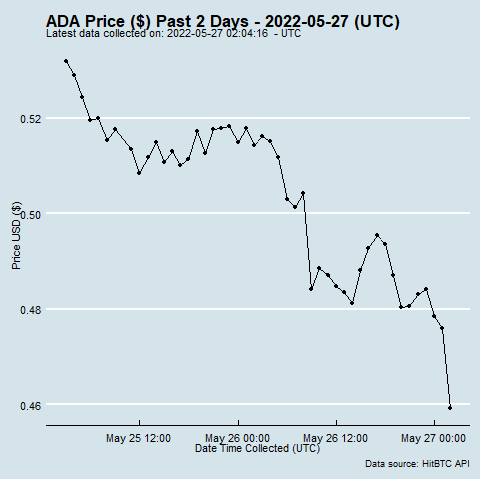 ADA Price ($) Past 2 Days - 2022-05-27 (UTC)
Latest data collected on: 2022-05-27 02:04:16 - UTC
0.52
0.50
0.48
0.46
Price USD ($)
May 25 12:00
May 26 00:00
May 26 12:00
May 27 00:00
Date Time Collected (UTC)
Data source: HitBTC API